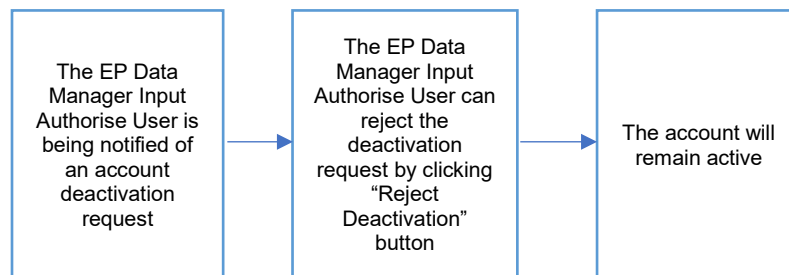 The EP Data
Manager Input
Authorise User is
being notified of
an account
deactivation
request
The EP Data
Manager Input
Authorise User can
reject the
deactivation
request by clicking
“Reject
Deactivation”
button
The account will
remain active